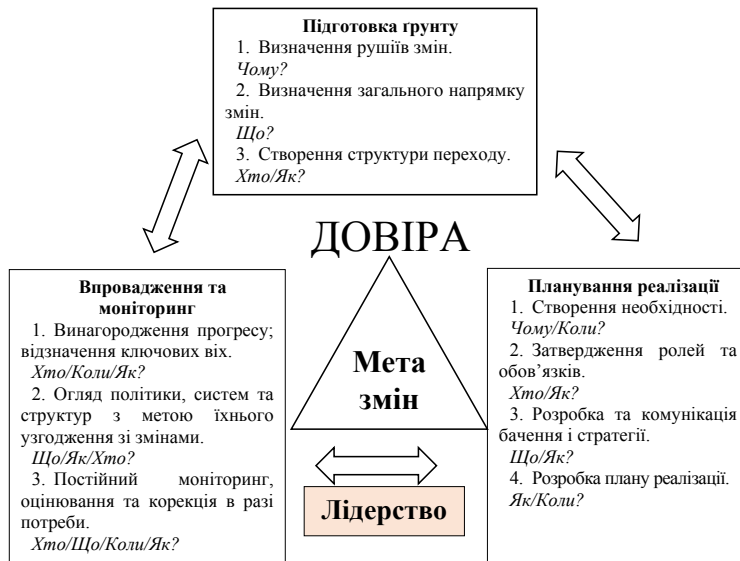 Підготовка ґрунту
1. Визначення рушіїв змін.
Чому?
2. Визначення загального напрямку
змін.
Що?
3. Створення структури переходу.
Хто/Як?
ДОВІРА
Впровадження та
моніторинг
1. Винагородження прогресу;
відзначення ключових віх.
Хто/Коли/Як?
2. Огляд політики, систем та
структур з метою їхнього
узгодження зі змінами.
Що/Як/Хто?
3. Постійний моніторинг,
оцінювання та корекція в разі
потреби.
Хто/Що/Коли/Як?
Мета
змін
Лідерство
Планування реалізації
1. Створення необхідності.
Чому/Коли?
2. Затвердження ролей та
обов’язків.
Хто/Як?
3. Розробка та комунікація
бачення і стратегії.
Що/Як?
4. Розробка плану реалізації.
Як/Коли?